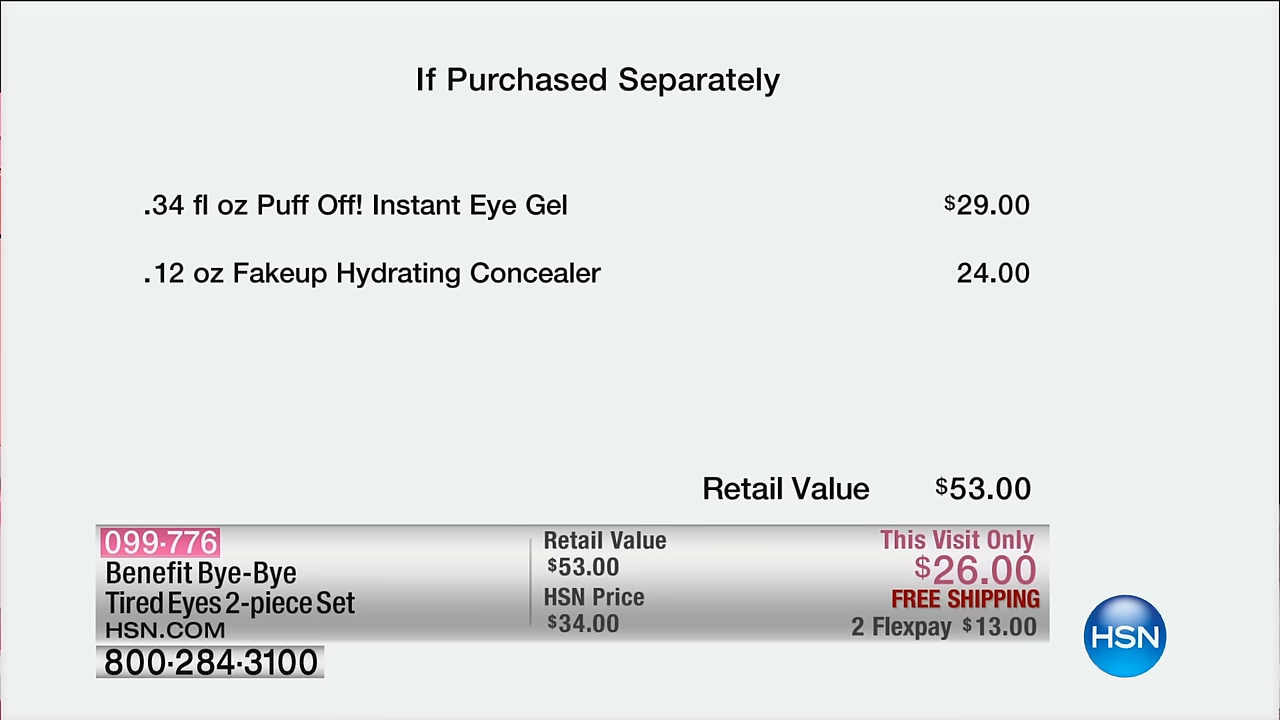 If Purchased Separately
.34 fl oz Puff Off! Instant Eye Gel $29.00
.12 oz Fakeup Hydrating Concealer 24.00
Retail Value $53.00
099-776
Benefit Bye-Bye
Tired Eyes 2-piece Set
HSN.COM
800-284-3100
Retail Value
$53.00
HSN Price
$34.00
This Visit Only
$26.00
FREE SHIPPING
2 Flexpay $13.00
HSN